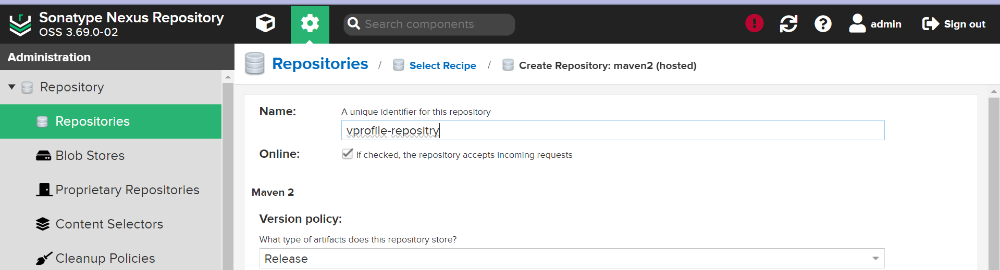 Sonatype Nexus Repository
OSS 3.69.0-02
Search components
admin
Sign out
Administration
Repositories / Select Recipe / Create Repository: maven2 (hosted)
Repository
Repositories
Blob Stores
Proprietary Repositories
Content Selectors
Cleanup Policies
Name:
A unique identifier for this repository
vprofile-repositry
Online:
If checked, the repository accepts incoming requests
Maven 2
Version policy:
What type of artifacts does this repository store?
Release